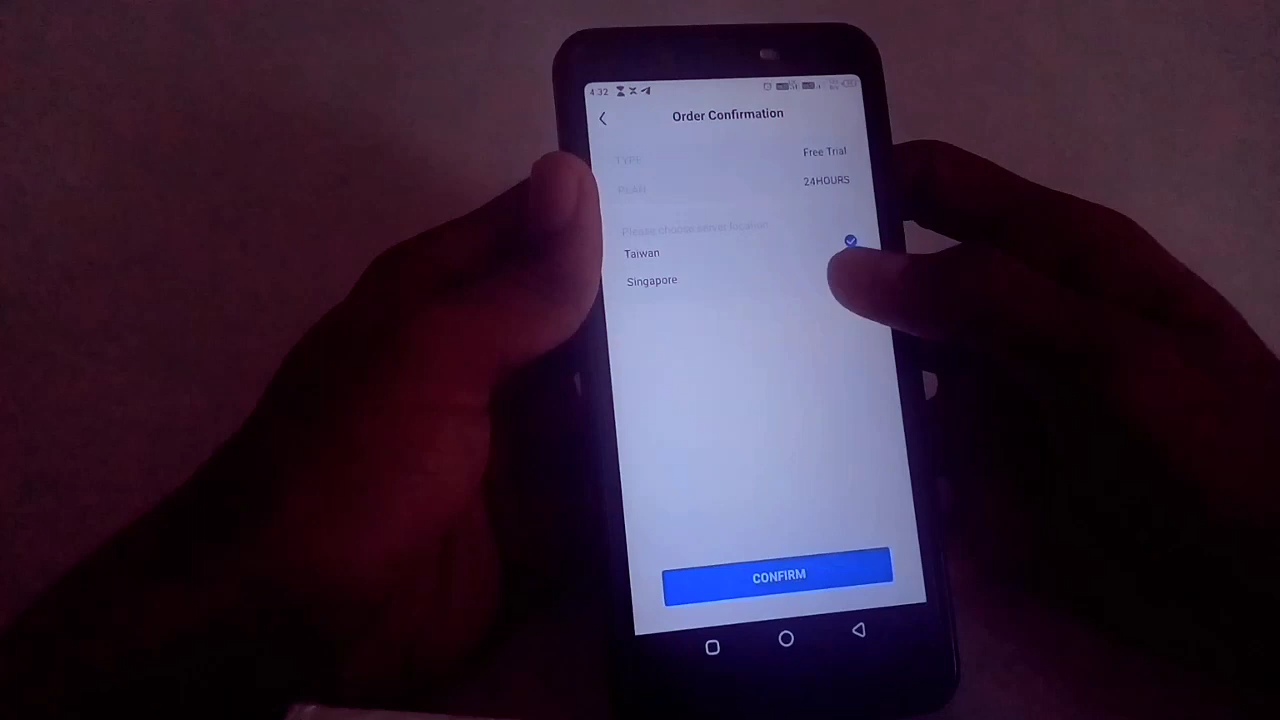 4:32
Order Confirmation
TYPE Free Trial
PLAN 24HOURS
Please choose server location
Taiwan
Singapore
CONFIRM